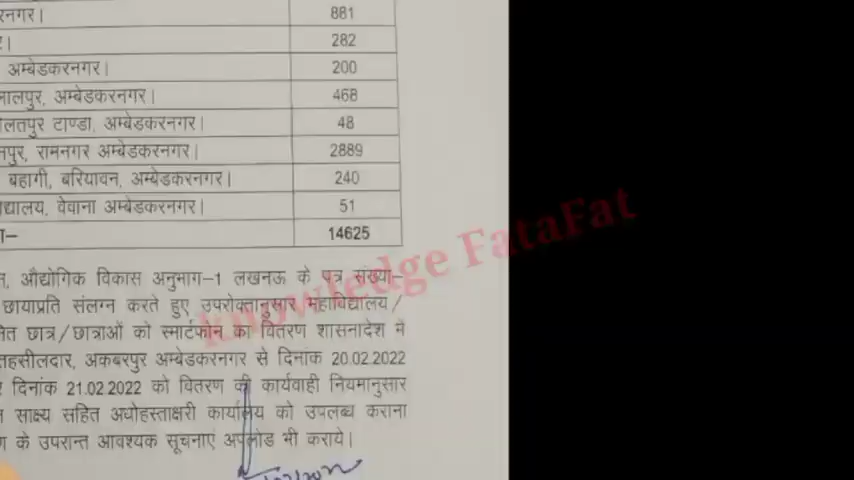 रनगर। 881
र। 282
अम्बेडकरनगर। 200
नालपुर, अम्बेडकरनगर। 468
ौलतपुर टाण्डा, अम्बेडकरनगर। 48
नपुर, रामनगर अम्बेडकरनगर। 2889
बहागी, बरियावन, अम्बेडकरनगर। 240
द्यालय, वेवाना अम्बेडकरनगर। 51
ग– 14625
न, औद्योगिक विकास अनुभाग–1 लखनऊ के पत्र संख्या–
छायाप्रति संलग्न करते हुए उपरोक्तानुसार महाविद्यालय/
नित छात्र/छात्राओं को स्मार्टफोन का वितरण शासनादेश में
तहसीलदार, अकबरपुर अम्बेडकरनगर से दिनांक 20.02.2022
र दिनांक 21.02.2022 को वितरण की कार्यवाही नियमानुसार
साक्ष्य सहित अधोहस्ताक्षरी कार्यालय को उपलब्ध कराना
ण के उपरान्त आवश्यक सूचनाएं अपलोड भी कराये।
knowledge FataFat